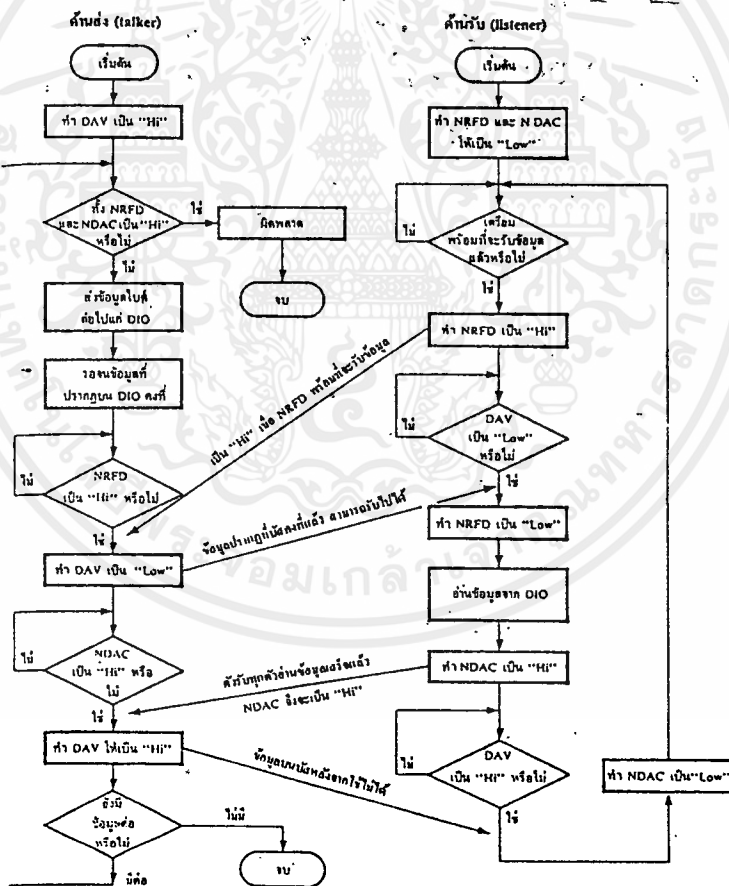 ด้านส่ง (talker)
เริ่มต้น
ทำ DAV เป็น "Hi"
ทั้ง NRFD
และ NDAC เป็น "Hi"
หรือไม่
ใช่
ผิดพลาด
จบ
ไม่
ส่งข้อมูลไบต์
ต่อไปแก่ DIO
รอจนข้อมูลที่
ปรากฏบน DIO คงที่
NRFD
เป็น "Hi" หรือไม่
ไม่
ใช่
ทำ DAV เป็น "Low"
NDAC
เป็น "Hi" หรือ
ไม่
ไม่
ใช่
ทำ DAV ให้เป็น "Hi"
ยังมี
ข้อมูลต่อ
หรือไม่
ไม่มี
จบ
มีต่อ
เป็น "Hi" เมื่อ NRFD พร้อมที่จะรับข้อมูล
ข้อมูลปรากฏที่บัสคงที่แล้ว สามารถรับไปได้
ตัวรับทุกตัวอ่านข้อมูลเสร็จแล้ว
NDAC จึงจะเป็น "Hi"
ข้อมูลบนบัสหลังจากใช้ไม่ได้
ด้านรับ (listener)
เริ่มต้น
ทำ NRFD และ NDAC
ให้เป็น "Low"
เตรียม
พร้อมที่จะรับข้อมูล
แล้วหรือไม่
ไม่
ใช่
ทำ NRFD เป็น "Hi"
DAV
เป็น "Low"
หรือไม่
ไม่
ใช่
ทำ NRFD เป็น "Low"
อ่านข้อมูลจาก DIO
ทำ NDAC เป็น "Hi"
DAV
เป็น "Hi" หรือไม่
ไม่
ใช่
ทำ NDAC เป็น "Low"